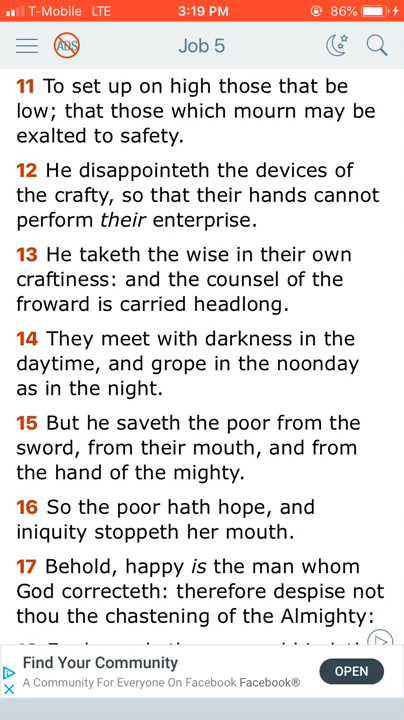 T-Mobile LTE 3:19 PM 86%
ADS Job 5
11 To set up on high those that be
low; that those which mourn may be
exalted to safety.
12 He disappointeth the devices of
the crafty, so that their hands cannot
perform their enterprise.
13 He taketh the wise in their own
craftiness: and the counsel of the
froward is carried headlong.
14 They meet with darkness in the
daytime, and grope in the noonday
as in the night.
15 But he saveth the poor from the
sword, from their mouth, and from
the hand of the mighty.
16 So the poor hath hope, and
iniquity stoppeth her mouth.
17 Behold, happy is the man whom
God correcteth: therefore despise not
thou the chastening of the Almighty:
Find Your Community
A Community For Everyone On Facebook Facebook®
OPEN